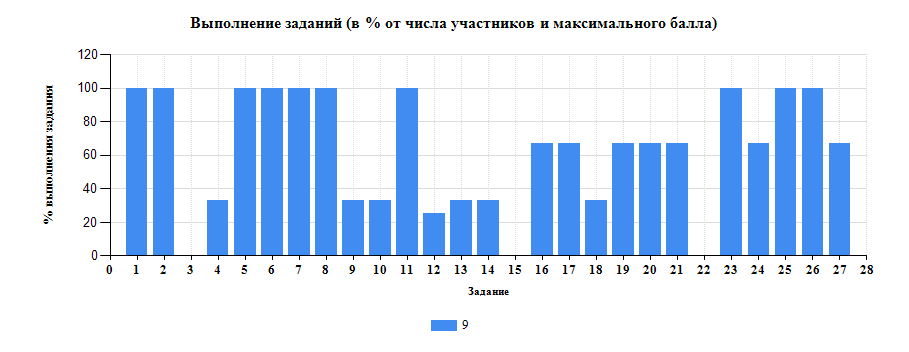 Выполнение заданий (в % от числа участников и максимального балла)
120
100
80
60
40
20
0
% выполнения задания
0 1 2 3 4 5 6 7 8 9 10 11 12 13 14 15 16 17 18 19 20 21 22 23 24 25 26 27 28
Задание
9